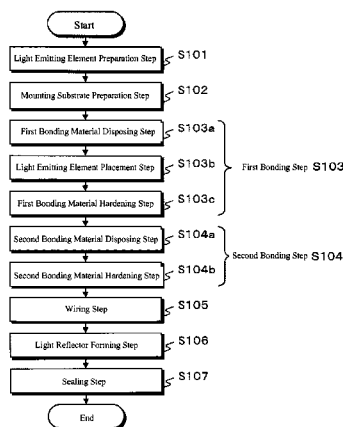 Start
Light Emitting Element Preparation Step S101
Mounting Substrate Preparation Step S102
First Bonding Material Disposing Step S103a
Light Emitting Element Placement Step S103b
First Bonding Material Hardening Step S103c
First Bonding Step S103
Second Bonding Material Disposing Step S104a
Second Bonding Material Hardening Step S104b
Second Bonding Step S104
Wiring Step S105
Light Reflector Forming Step S106
Sealing Step S107
End